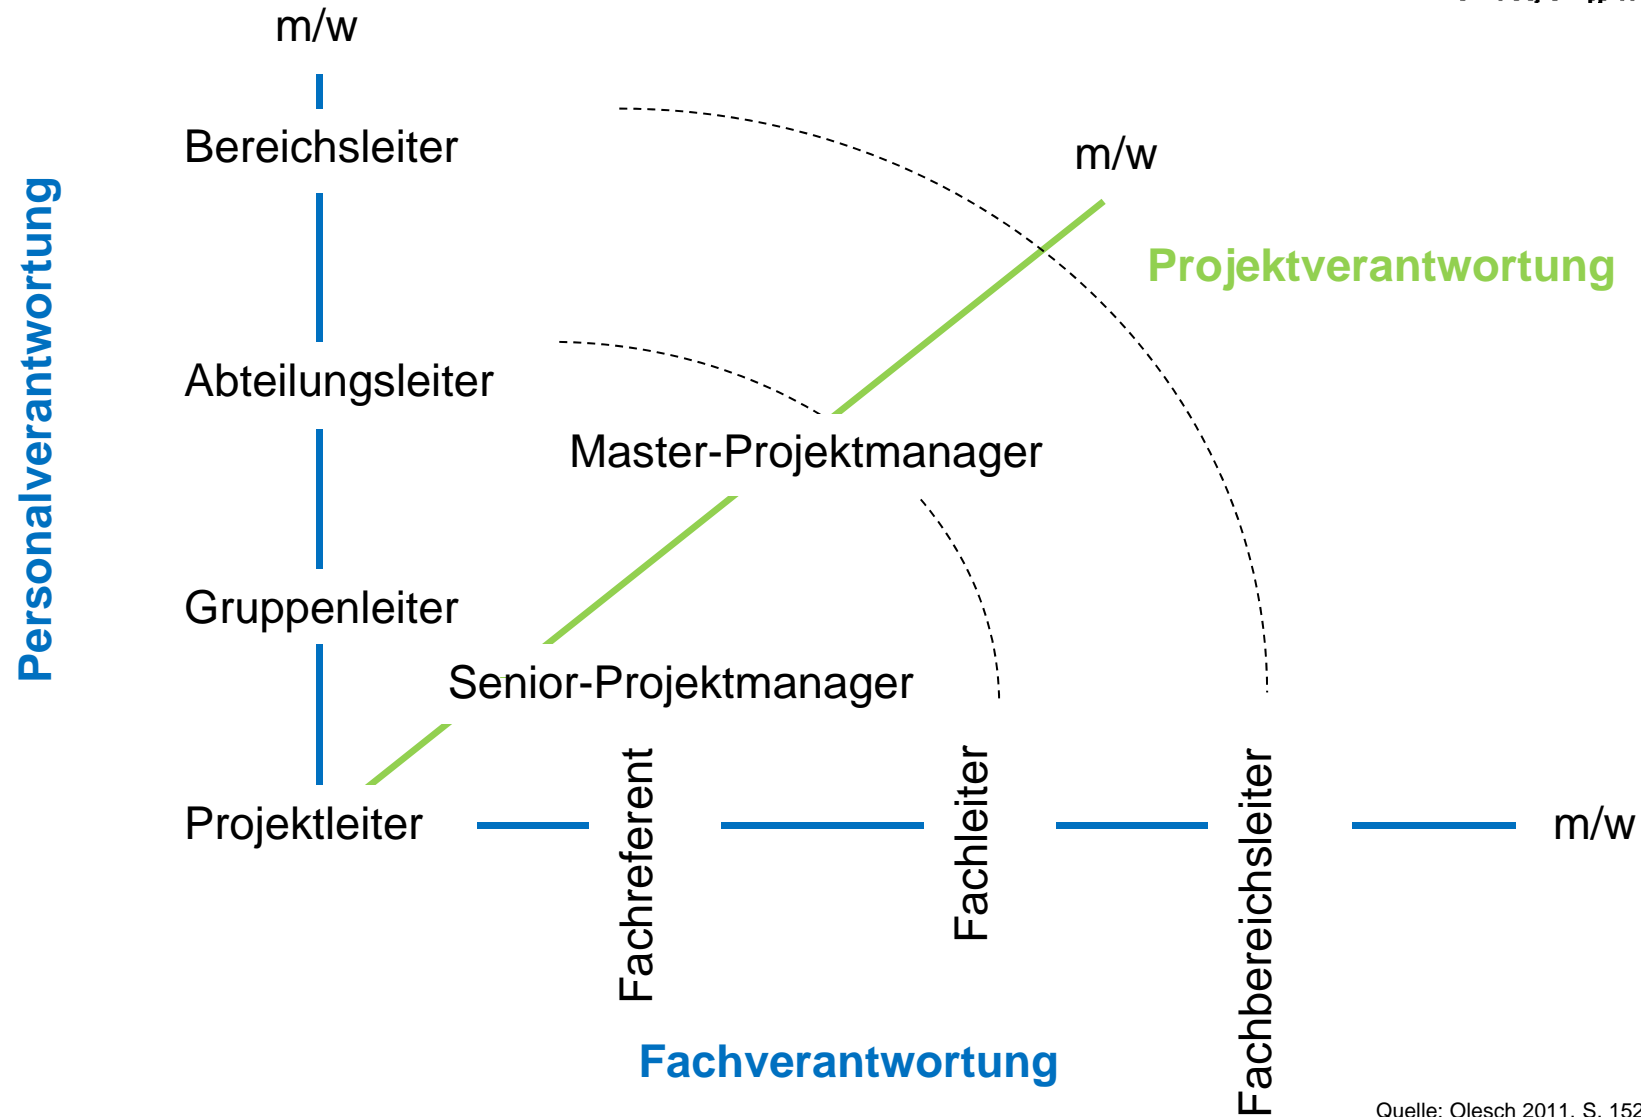 m/w
Bereichsleiter
m/w
Personalverantwortung
Projektverantwortung
Abteilungsleiter
Master-Projektmanager
Gruppenleiter
Senior-Projektmanager
Projektleiter
Fachreferent
Fachleiter
Fachbereichsleiter
m/w
Fachverantwortung
Quelle: Olesch 2011, S. 152